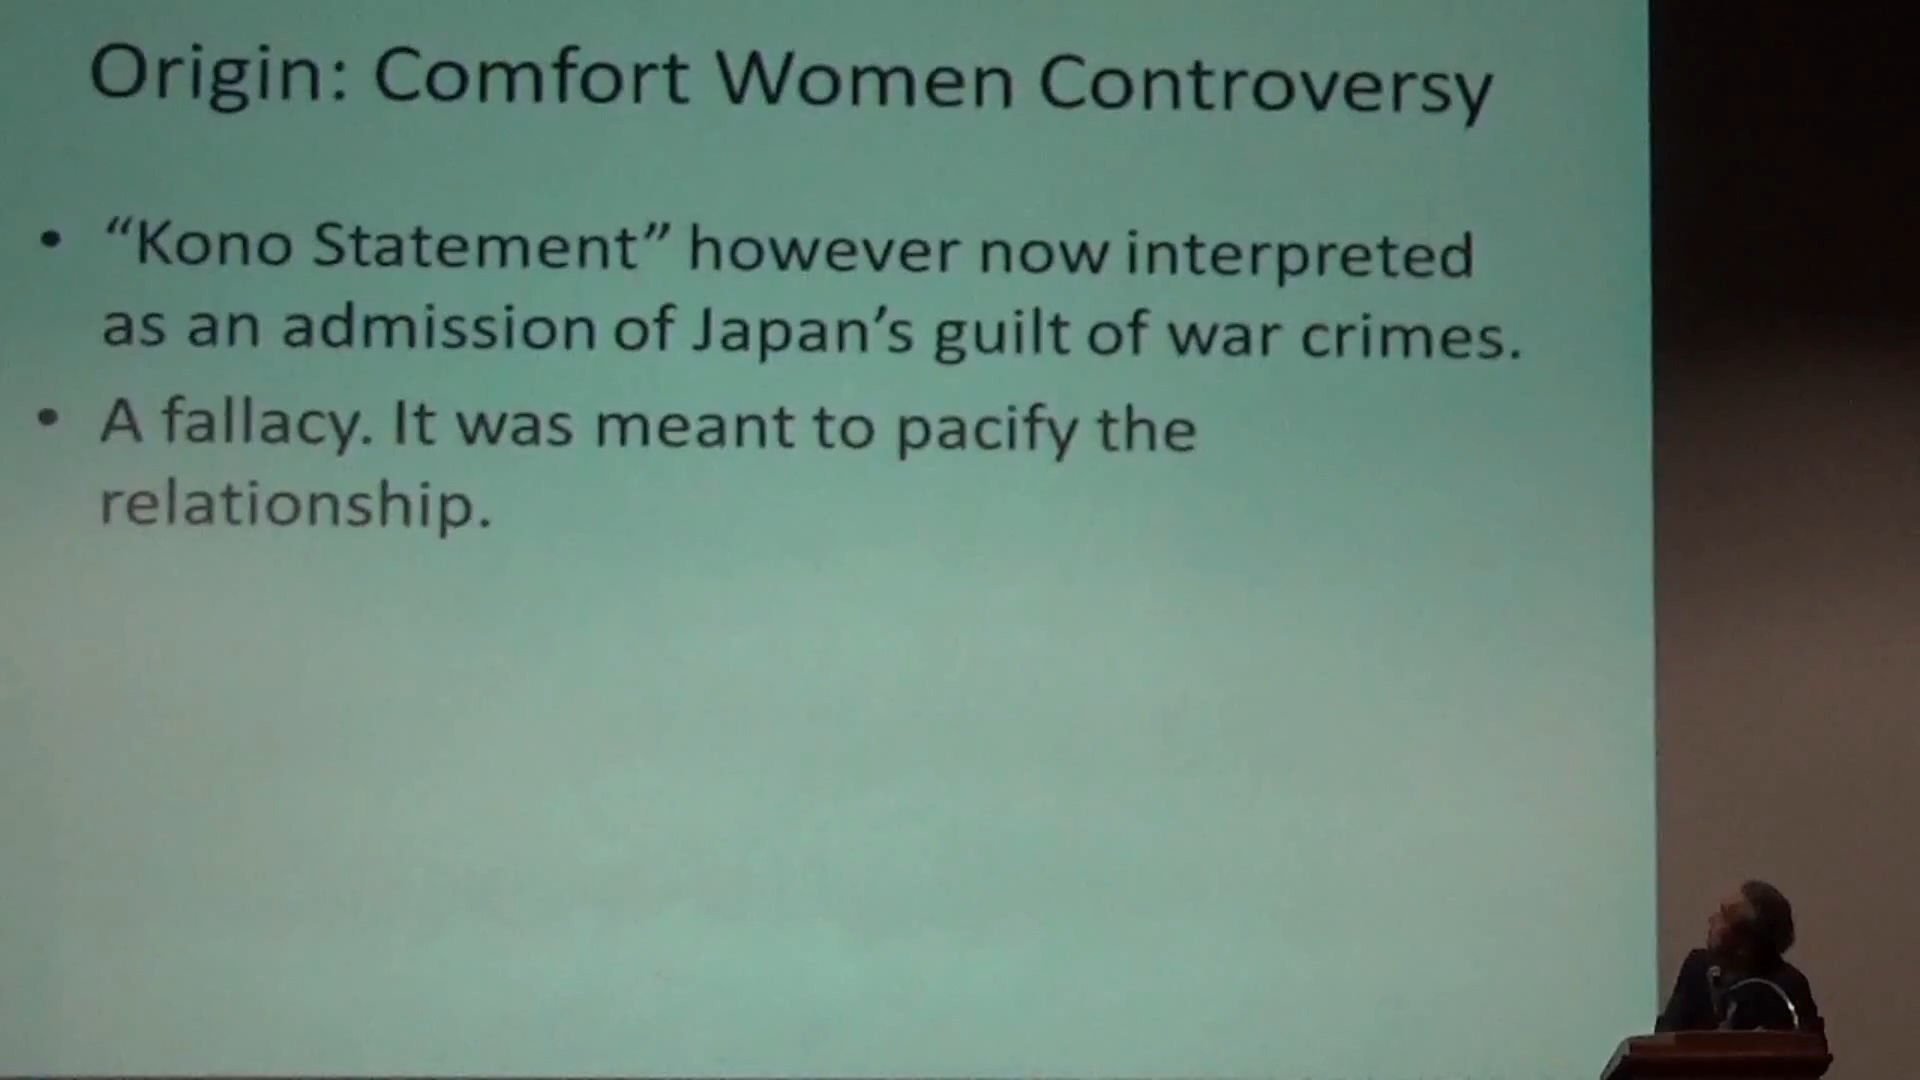 Origin: Comfort Women Controversy
• “Kono Statement” however now interpreted
as an admission of Japan’s guilt of war crimes.
• A fallacy. It was meant to pacify the
relationship.